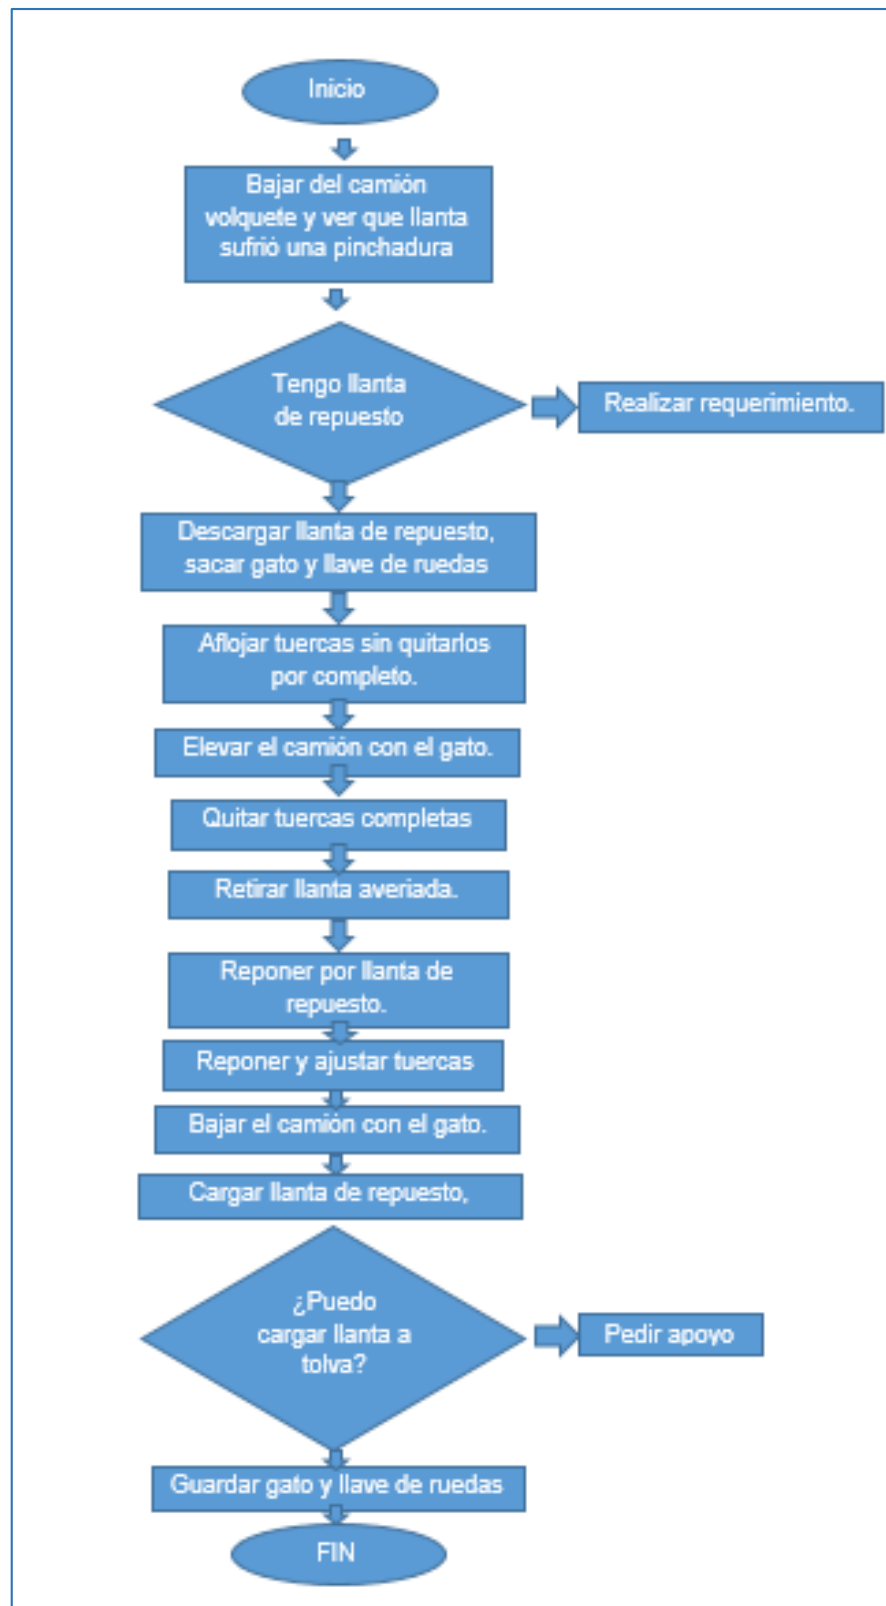 Inicio
Bajar del camión
volquete y ver que llanta
sufrió una pinchadura
Tengo llanta
de repuesto
Realizar requerimiento.
Descargar llanta de repuesto,
sacar gato y llave de ruedas
Aflojar tuercas sin quitarlos
por completo.
Elevar el camión con el gato.
Quitar tuercas completas
Retirar llanta averiada.
Reponer por llanta de
repuesto.
Reponer y ajustar tuercas
Bajar el camión con el gato.
Cargar llanta de repuesto,
¿Puedo
cargar llanta a
tolva?
Pedir apoyo
Guardar gato y llave de ruedas
FIN